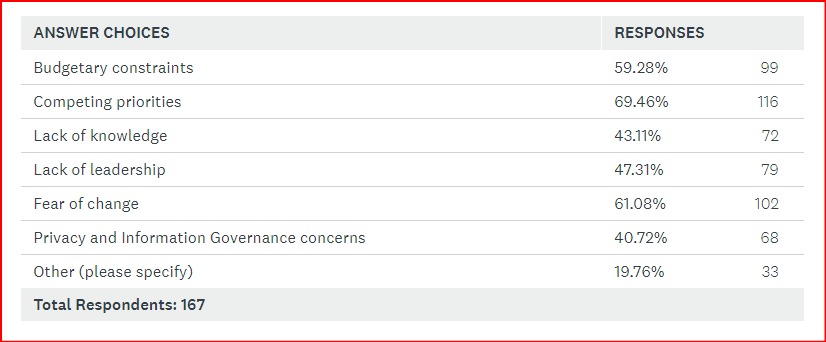 ANSWER CHOICES RESPONSES
Budgetary constraints 59.28% 99
Competing priorities 69.46% 116
Lack of knowledge 43.11% 72
Lack of leadership 47.31% 79
Fear of change 61.08% 102
Privacy and Information Governance concerns 40.72% 68
Other (please specify) 19.76% 33
Total Respondents: 167